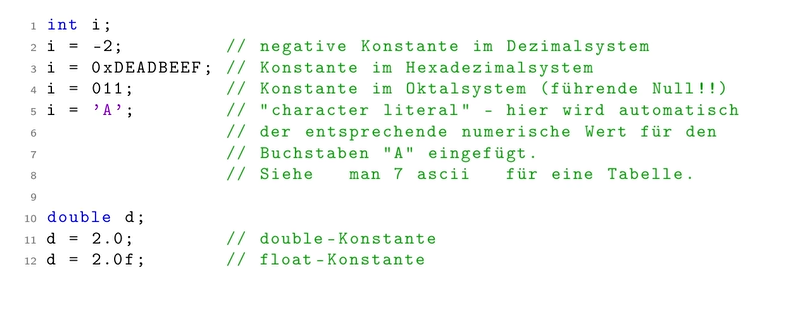 1 int i;
2 i = -2; // negative Konstante im Dezimalsystem
3 i = 0xDEADBEEF; // Konstante im Hexadezimalsystem
4 i = 011; // Konstante im Oktalsystem (führende Null!!)
5 i = ’A’; // "character literal" - hier wird automatisch
6 // der entsprechende numerische Wert für den
7 // Buchstaben "A" eingefügt.
8 // Siehe man 7 ascii für eine Tabelle.
9
10 double d;
11 d = 2.0; // double-Konstante
12 d = 2.0f; // float-Konstante